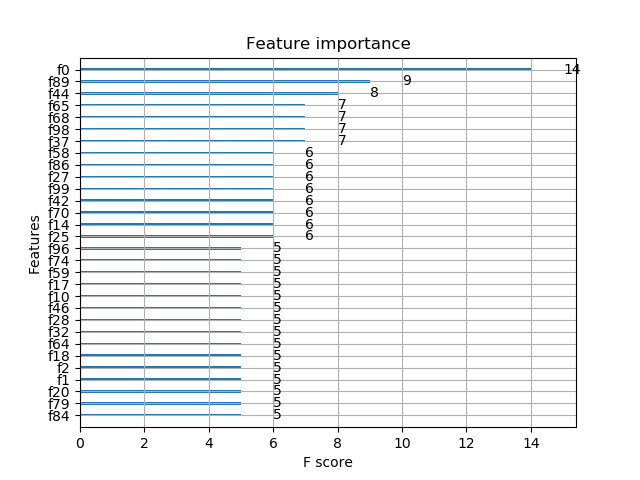 Feature importance
f0 14
f89 9
f44 8
f65 7
f68 7
f98 7
f37 7
f58 6
f86 6
f27 6
f99 6
f42 6
f70 6
f14 6
f25 6
f96 5
f74 5
f59 5
f17 5
f10 5
f46 5
f28 5
f32 5
f64 5
f18 5
f2 5
f1 5
f20 5
f79 5
f84 5
Features
0 2 4 6 8 10 12 14
F score